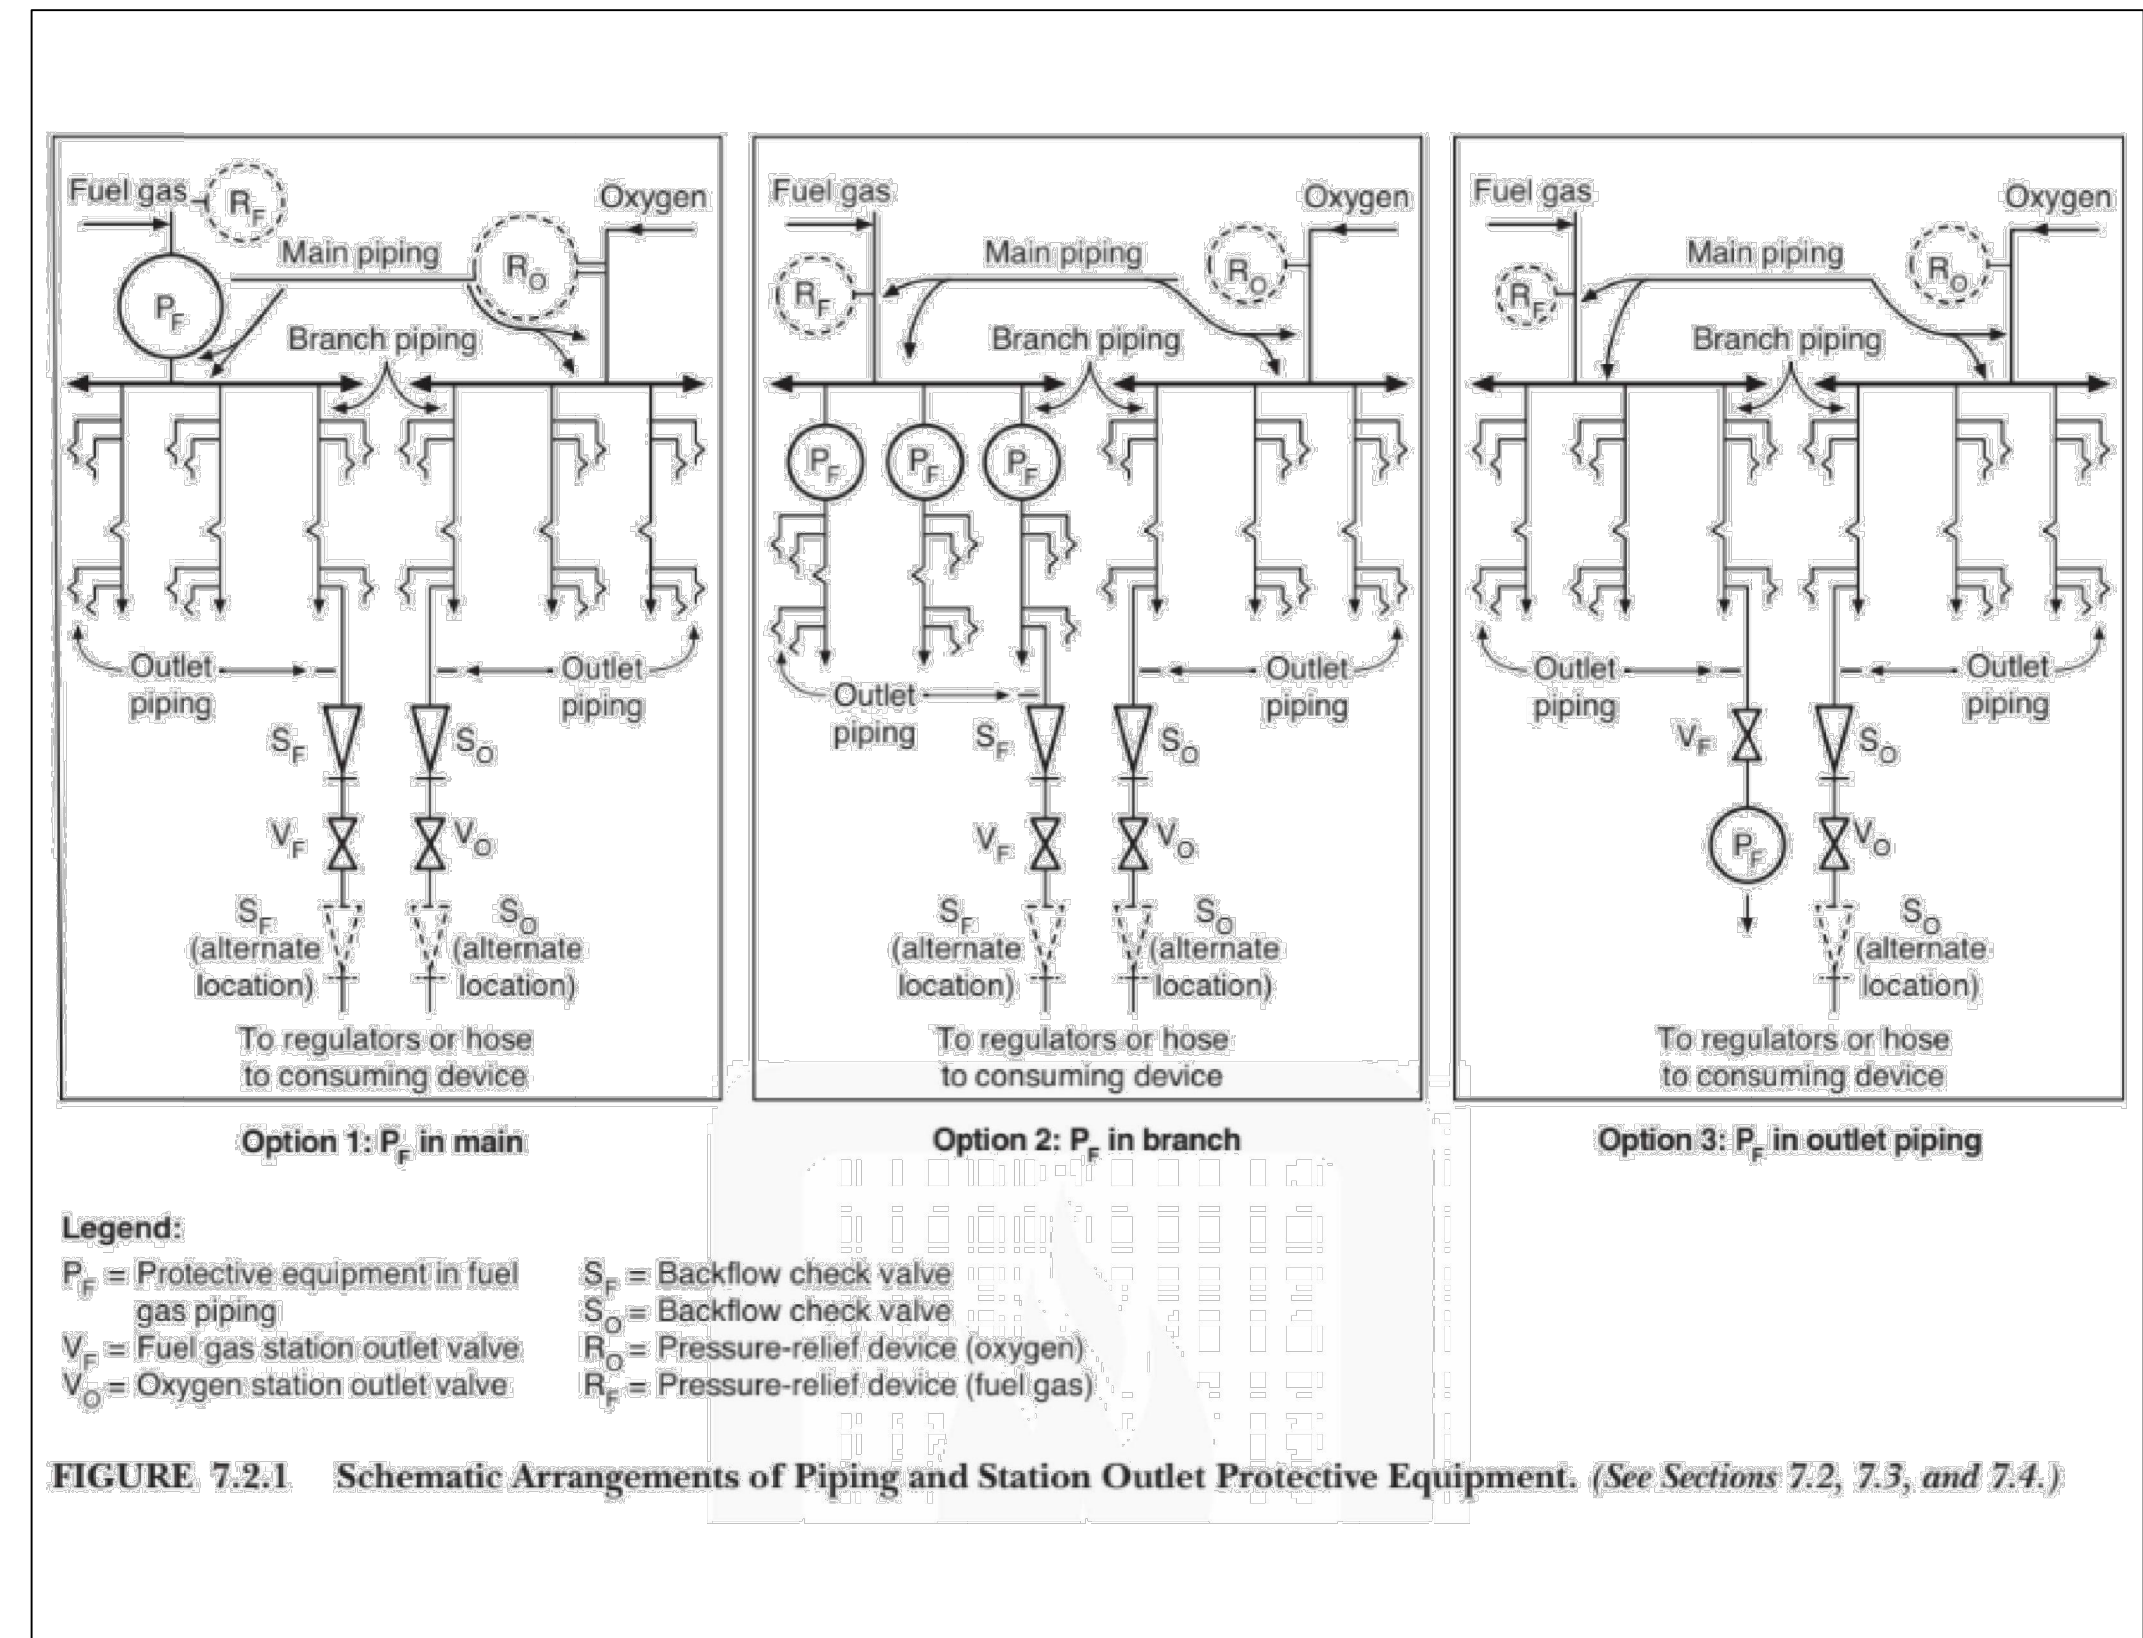 Fuel gas
R_F
Oxygen
Main piping
R_O
P_F
Branch piping
Outlet
piping
Outlet
piping
S_F
S_O
V_F
V_O
S_F
(alternate
location)
S_O
(alternate
location)
To regulators or hose
to consuming device
Option 1: P_F in main
Fuel gas
Oxygen
Main piping
R_F
R_O
Branch piping
P_F
P_F
P_F
Outlet
piping
Outlet
piping
S_F
S_O
V_F
V_O
S_F
(alternate
location)
S_O
(alternate
location)
To regulators or hose
to consuming device
Option 2: P_F in branch
Fuel gas
Oxygen
Main piping
R_F
R_O
Branch piping
Outlet
piping
Outlet
piping
V_F
S_O
P_F
V_O
S_O
(alternate
location)
To regulators or hose
to consuming device
Option 3: P_F in outlet piping
Legend:
P_F = Protective equipment in fuel
gas piping
V_F = Fuel gas station outlet valve
V_O = Oxygen station outlet valve
S_F = Backflow check valve
S_O = Backflow check valve
R_O = Pressure-relief device (oxygen)
R_F = Pressure-relief device (fuel gas)
FIGURE 7.2.1 Schematic Arrangements of Piping and Station Outlet Protective Equipment. (See Sections 7.2, 7.3, and 7.4.)